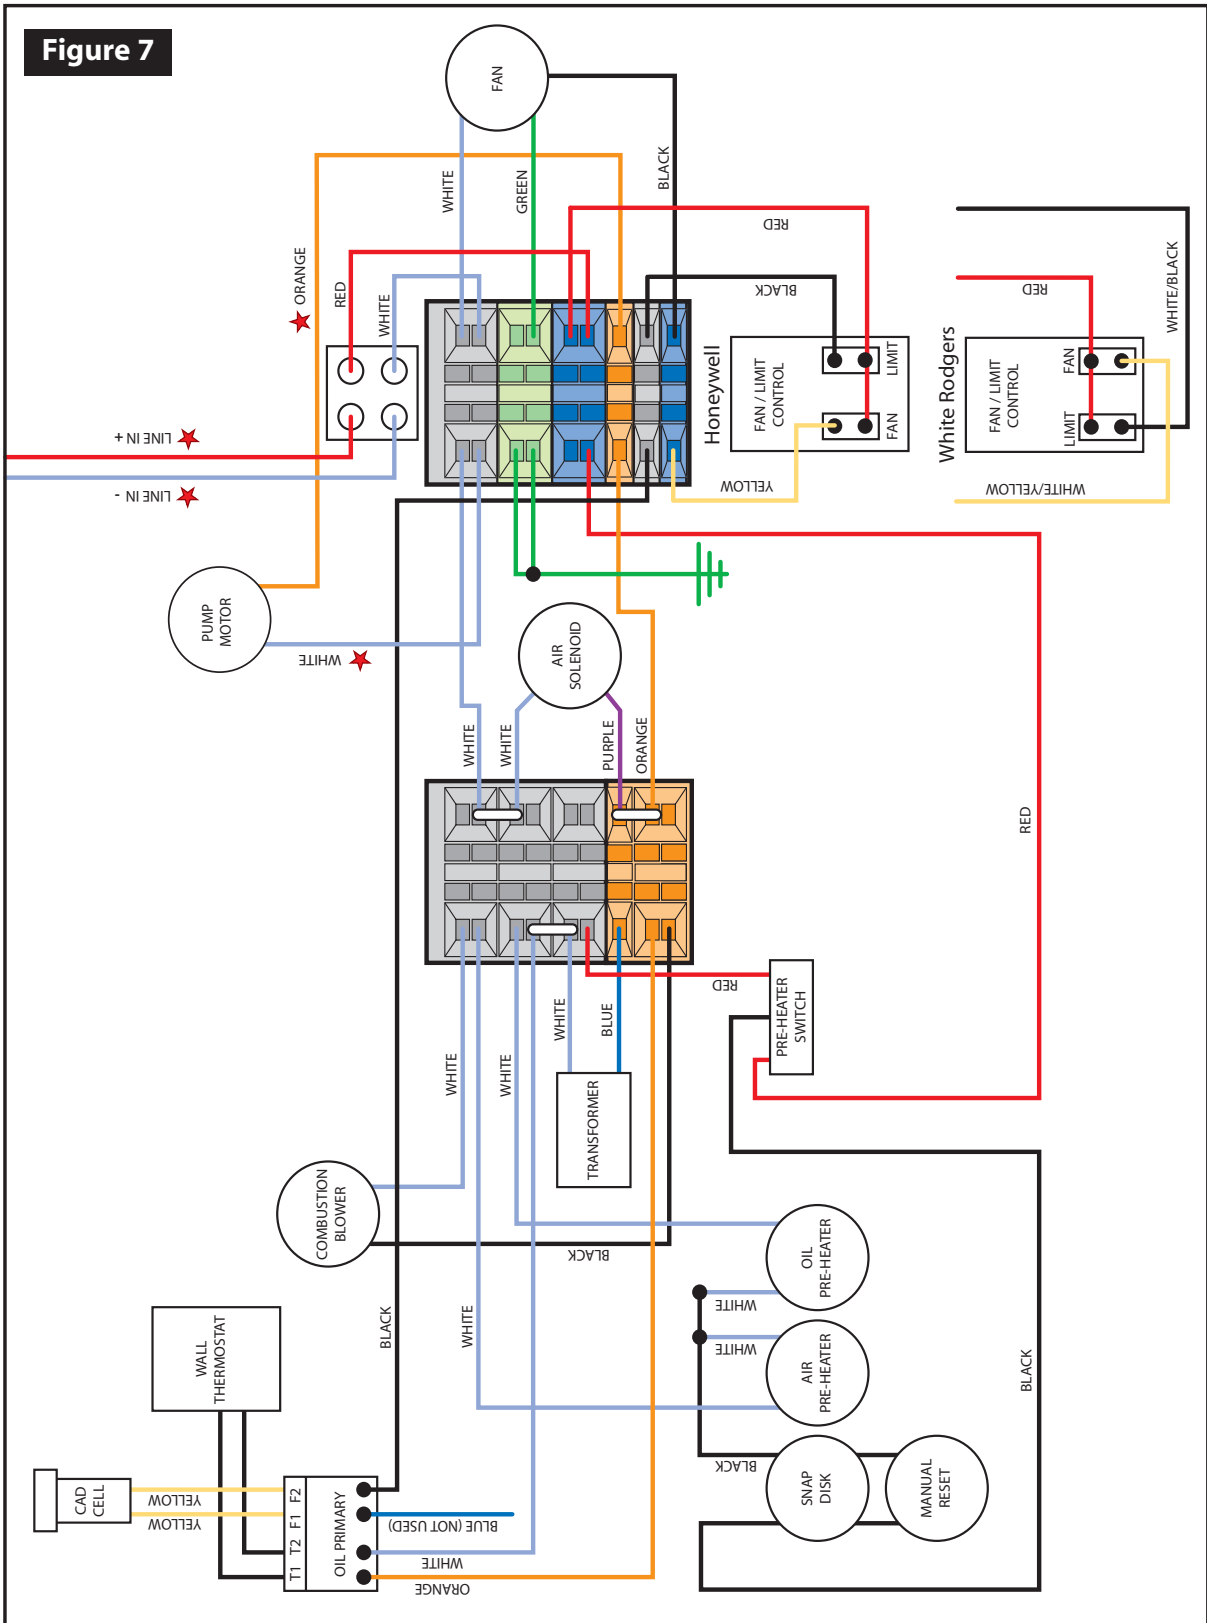 Figure 7
FAN
WHITE
GREEN
BLACK
RED
ORANGE
RED
WHITE
BLACK
LINE IN +
LINE IN -
Honeywell
FAN / LIMIT
CONTROL
LIMIT
FAN
YELLOW
White Rodgers
RED
WHITE/BLACK
FAN / LIMIT
CONTROL
FAN
LIMIT
WHITE/YELLOW
PUMP
MOTOR
WHITE
AIR
SOLENOID
WHITE
WHITE
PURPLE
ORANGE
RED
RED
PRE-HEATER
SWITCH
WHITE
WHITE
WHITE
BLUE
TRANSFORMER
COMBUSTION
BLOWER
BLACK
OIL
PRE-HEATER
WHITE
WHITE
AIR
PRE-HEATER
BLACK
WHITE
BLACK
WALL
THERMOSTAT
BLACK
SNAP
DISK
MANUAL
RESET
CAD
CELL
YELLOW
YELLOW
T1 T2 F1 F2
OIL PRIMARY
BLUE (NOT USED)
WHITE
ORANGE